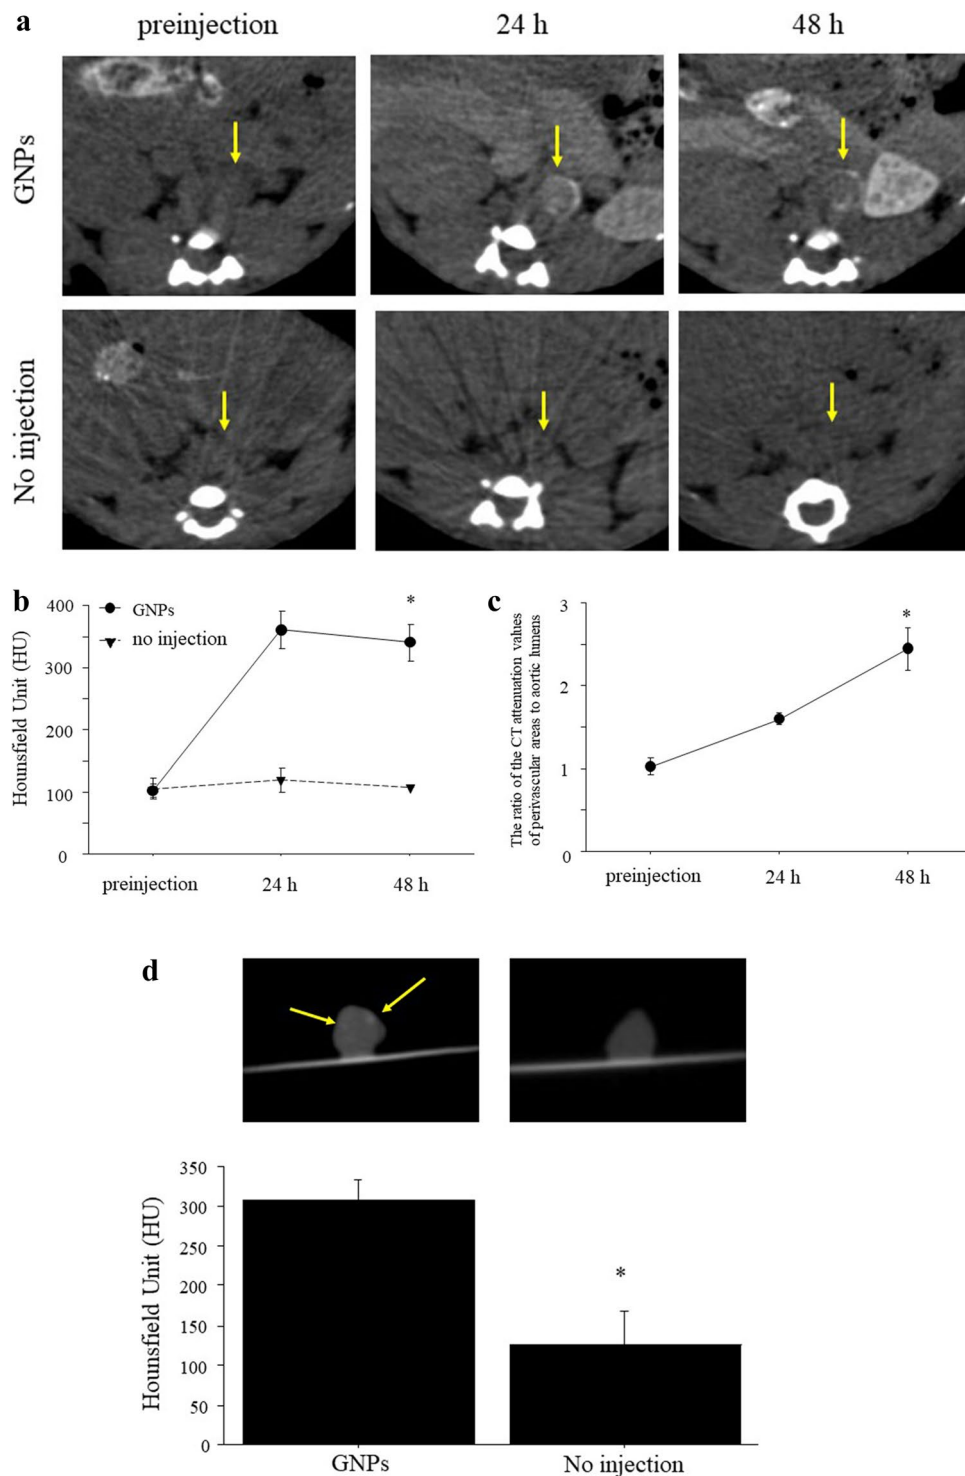 a
preinjection 24 h 48 h
GNPs
No injection
b
400
300
200
100
0
Hounsfield Unit (HU)
GNPs
no injection
*
preinjection 24 h 48 h
c
3
2
1
0
The ratio of the CT attenuation values
of perivascular areas to aortic lumens
*
preinjection 24 h 48 h
d
350
300
250
200
150
100
50
0
Hounsfield Unit (HU)
*
GNPs No injection